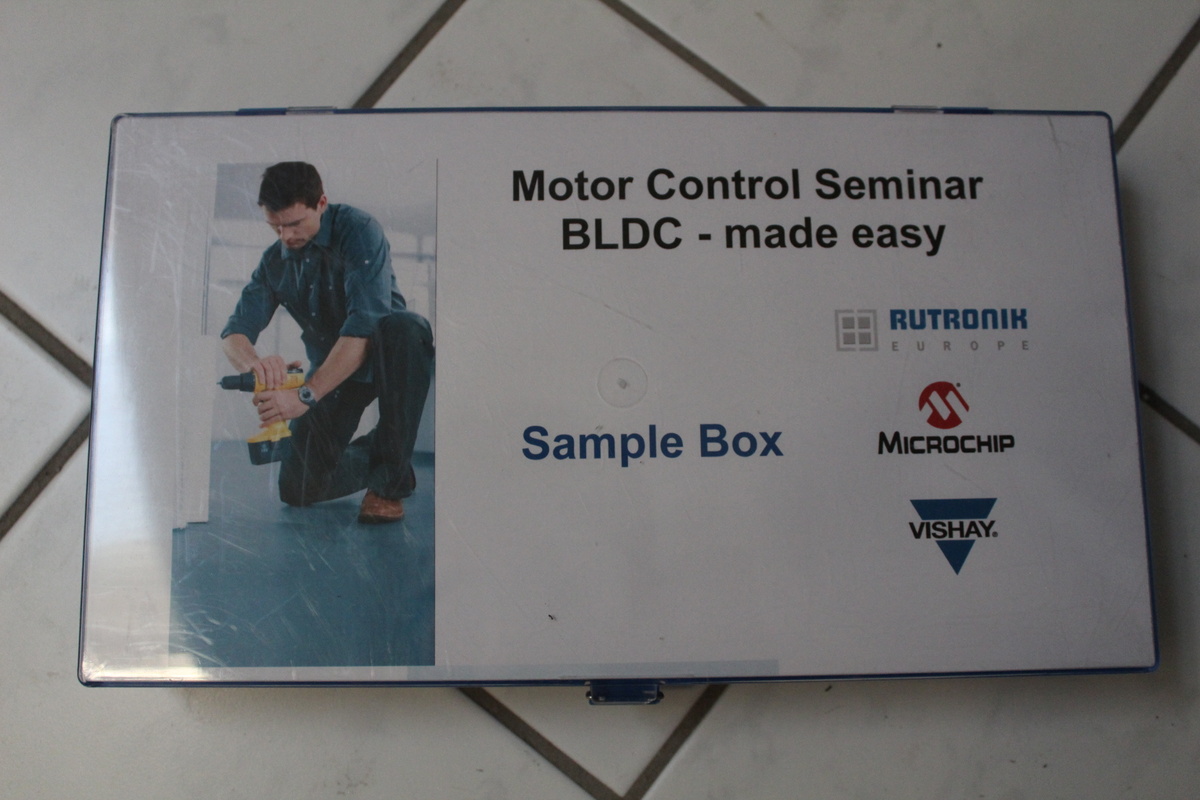 Motor Control Seminar
BLDC - made easy
RUTRONIK
EUROPE
MICROCHIP
Sample Box
VISHAY®